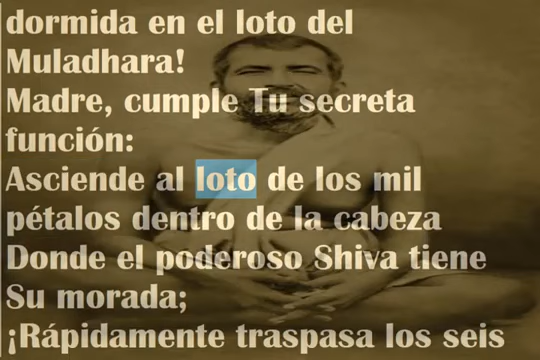 dormida en el loto del
Muladhara!
Madre, cumple Tu secreta
función:
Asciende al loto de los mil
pétalos dentro de la cabeza
Donde el poderoso Shiva tiene
Su morada;
¡Rápidamente traspasa los seis